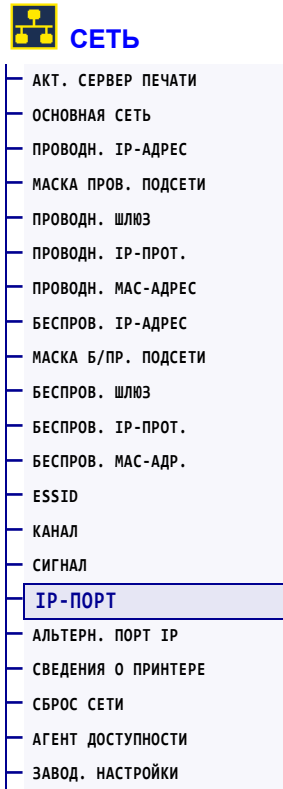 СЕТЬ
АКТ. СЕРВЕР ПЕЧАТИ
ОСНОВНАЯ СЕТЬ
ПРОВОДН. IP-АДРЕС
МАСКА ПРОВ. ПОДСЕТИ
ПРОВОДН. ШЛЮЗ
ПРОВОДН. IP-ПРОТ.
ПРОВОДН. MAC-АДРЕС
БЕСПРОВ. IP-АДРЕС
МАСКА Б/ПР. ПОДСЕТИ
БЕСПРОВ. ШЛЮЗ
БЕСПРОВ. IP-ПРОТ.
БЕСПРОВ. MAC-АДР.
ESSID
КАНАЛ
СИГНАЛ
IP-ПОРТ
АЛЬТЕРН. ПОРТ IP
СВЕДЕНИЯ О ПРИНТЕРЕ
СБРОС СЕТИ
АГЕНТ ДОСТУПНОСТИ
ЗАВОД. НАСТРОЙКИ